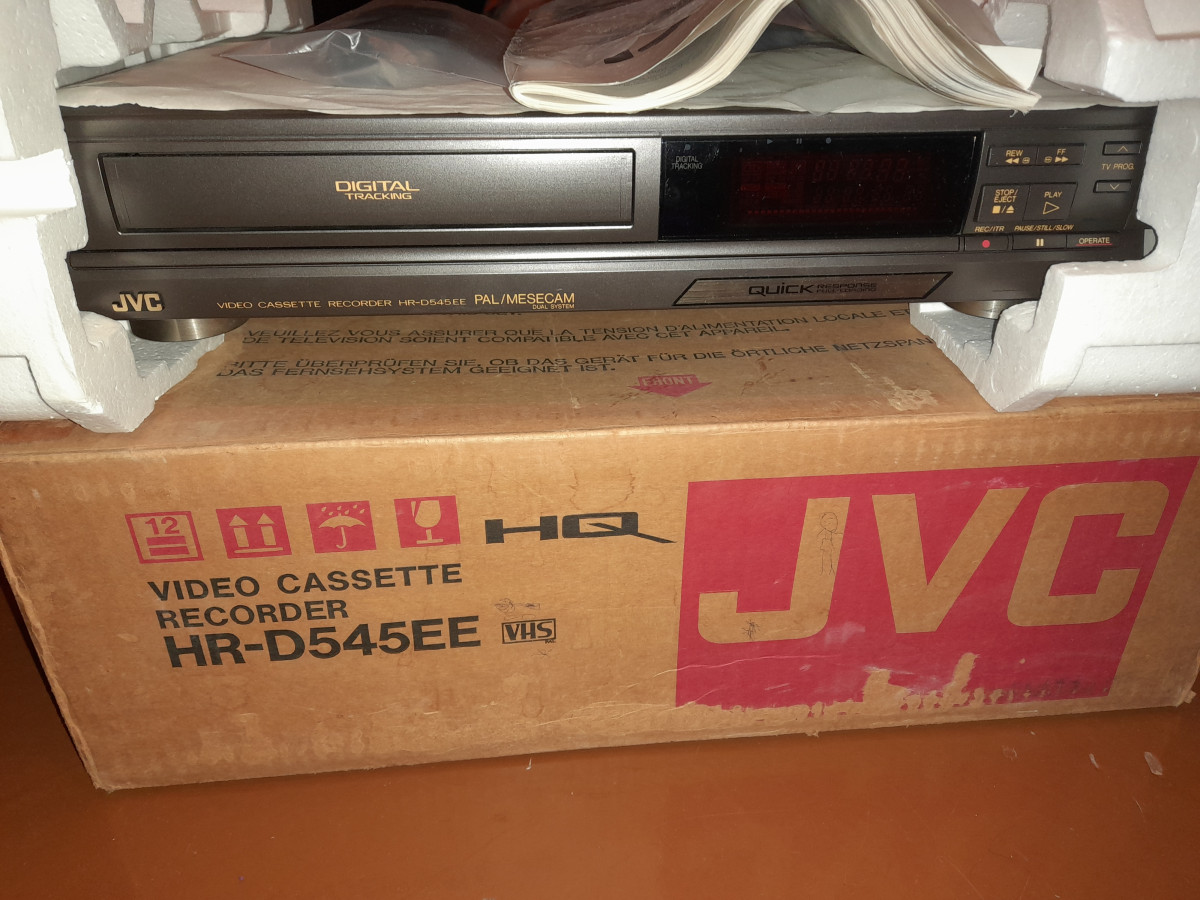 DIGITAL
TRACKING
DIGITAL
TRACKING
REW
FF
TV PROG.
STOP/
EJECT
PLAY
REC/ITR PAUSE/STILL/SLOW
OPERATE
JVC
VIDEO CASSETTE RECORDER HR-D545EE PAL/MESECAM
DUAL SYSTEM
QUICK RESPONSE
VEUILLEZ VOUS ASSURER QUE LA TENSION D'ALIMENTATION LOCALE ET
DE TELEVISION SOIENT COMPATIBLE AVEC CET APPAREIL.
BITTE ÜBERPRÜFEN SIE, OB DAS GERÄT FÜR DIE ÖRTLICHE NETZSPAN
DAS FERNSEHSYSTEM GEEIGNET IST.
FRONT
12
HQ
JVC
VIDEO CASSETTE
RECORDER
HR-D545EE VHS